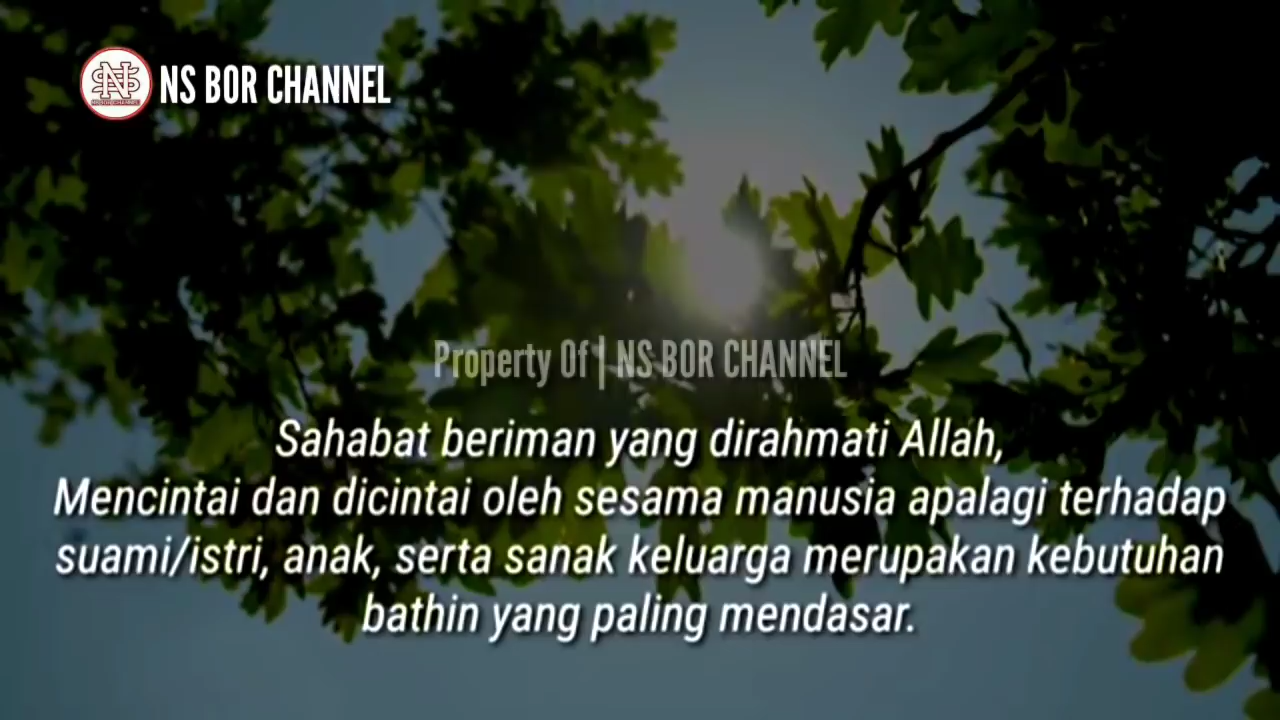 NS BOR CHANNEL
Property Of | NS BOR CHANNEL
Sahabat beriman yang dirahmati Allah,
Mencintai dan dicintai oleh sesama manusia apalagi terhadap
suami/istri, anak, serta sanak keluarga merupakan kebutuhan
bathin yang paling mendasar.